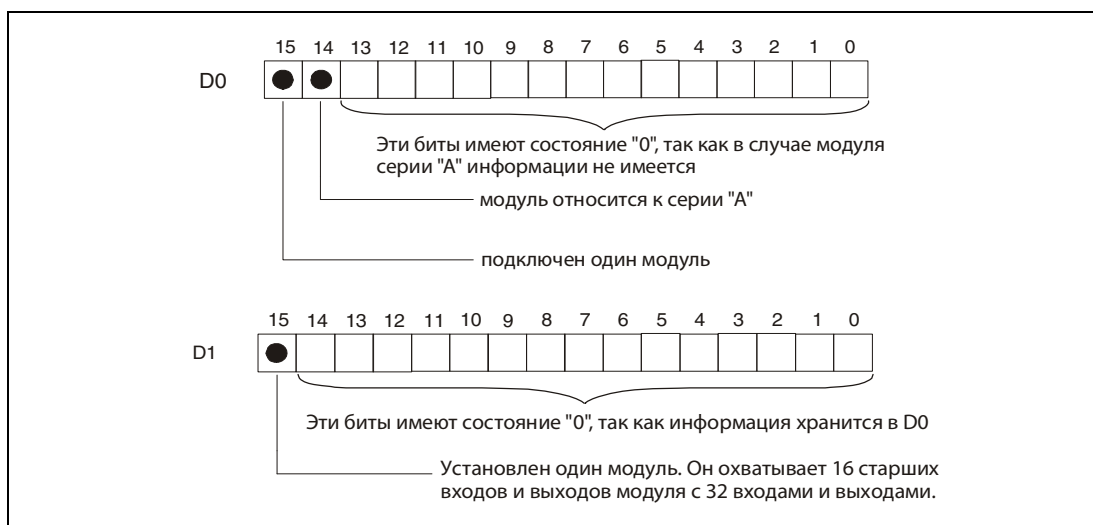 15 14 13 12 11 10 9 8 7 6 5 4 3 2 1 0
D0
Эти биты имеют состояние "0", так как в случае модуля
серии "А" информации не имеется
модуль относится к серии "А"
подключен один модуль
15 14 13 12 11 10 9 8 7 6 5 4 3 2 1 0
D1
Эти биты имеют состояние "0", так как информация хранится в D0
Установлен один модуль. Он охватывает 16 старших
входов и выходов модуля с 32 входами и выходами.